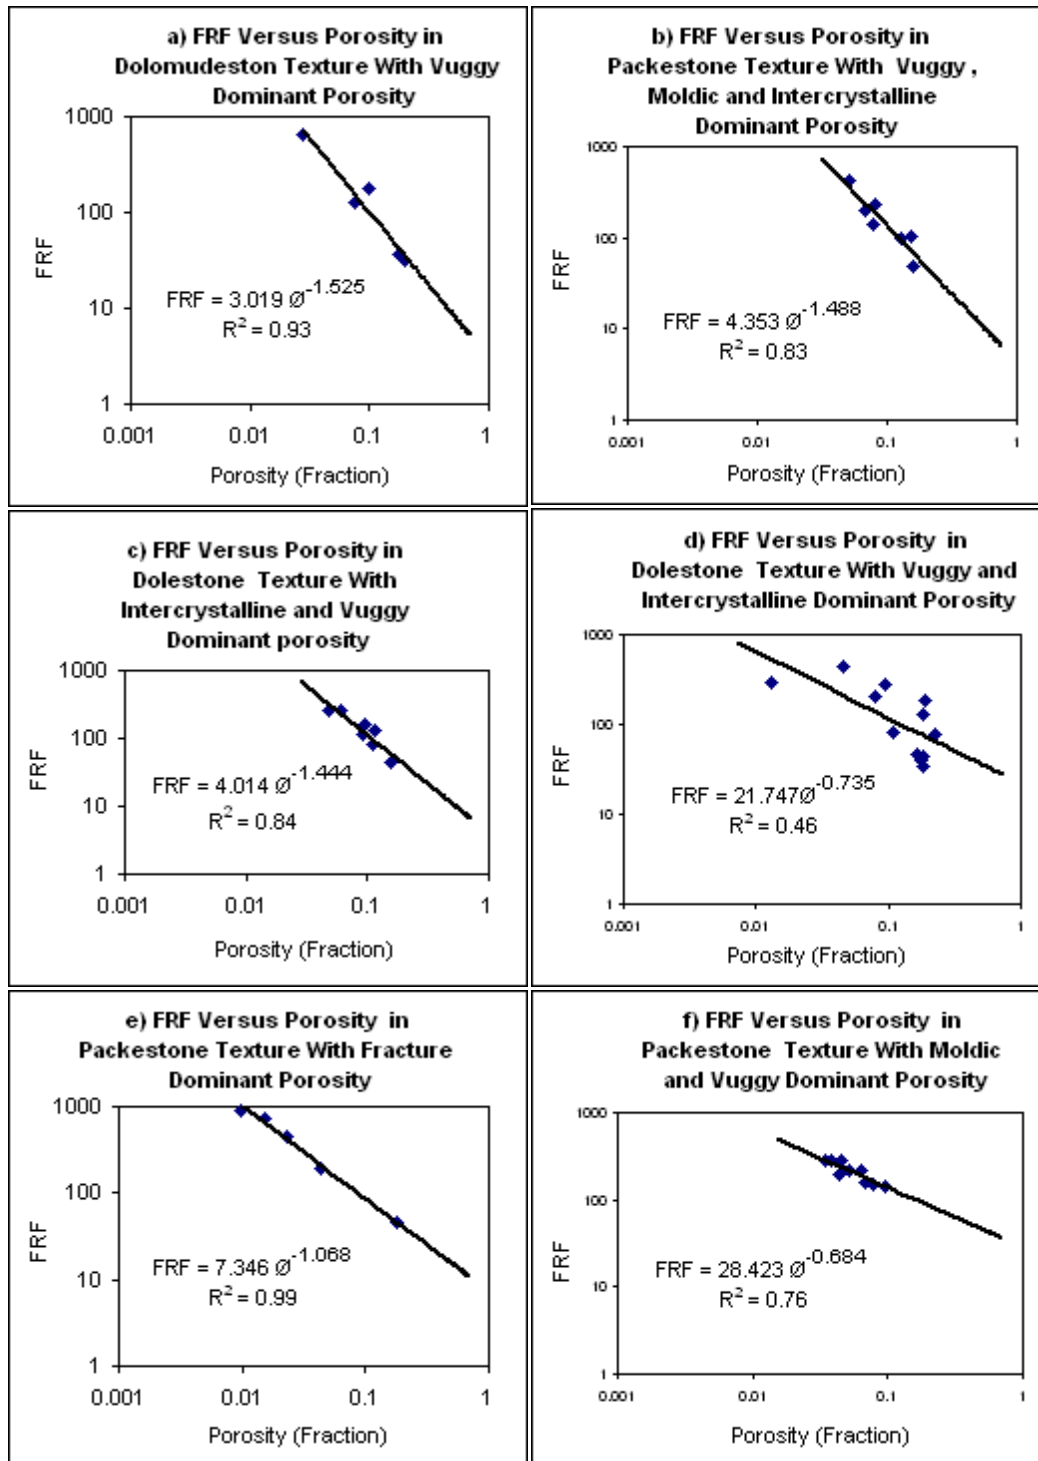 a) FRF Versus Porosity in
Dolomudeston Texture With Vuggy
Dominant Porosity
1000
100
10
1
FRF
FRF = 3.019 Ø^-1.525
R² = 0.93
0.001 0.01 0.1 1
Porosity (Fraction)
b) FRF Versus Porosity in
Packestone Texture With Vuggy ,
Moldic and Intercrystalline
Dominant Porosity
1000
100
10
1
FRF
FRF = 4.353 Ø^-1.488
R² = 0.83
0.001 0.01 0.1 1
Porosity (Fraction)
c) FRF Versus Porosity in
Dolestone Texture With
Intercrystalline and Vuggy
Dominant porosity
1000
100
10
1
FRF
FRF = 4.014 Ø^-1.444
R² = 0.84
0.001 0.01 0.1 1
Porosity (Fraction)
d) FRF Versus Porosity in
Dolestone Texture With Vuggy and
Intercrystalline Dominant Porosity
1000
100
10
1
FRF
FRF = 21.747Ø^-0.735
R² = 0.46
0.001 0.01 0.1 1
Porosity (Fraction)
e) FRF Versus Porosity in
Packestone Texture With Fracture
Dominant Porosity
1000
100
10
1
FRF
FRF = 7.346 Ø^-1.068
R² = 0.99
0.001 0.01 0.1 1
Porosity (Fraction)
f) FRF Versus Porosity in
Packestone Texture With Moldic
and Vuggy Dominant Porosity
1000
100
10
1
FRF
FRF = 28.423 Ø^-0.684
R² = 0.76
0.001 0.01 0.1 1
Porosity (Fraction)